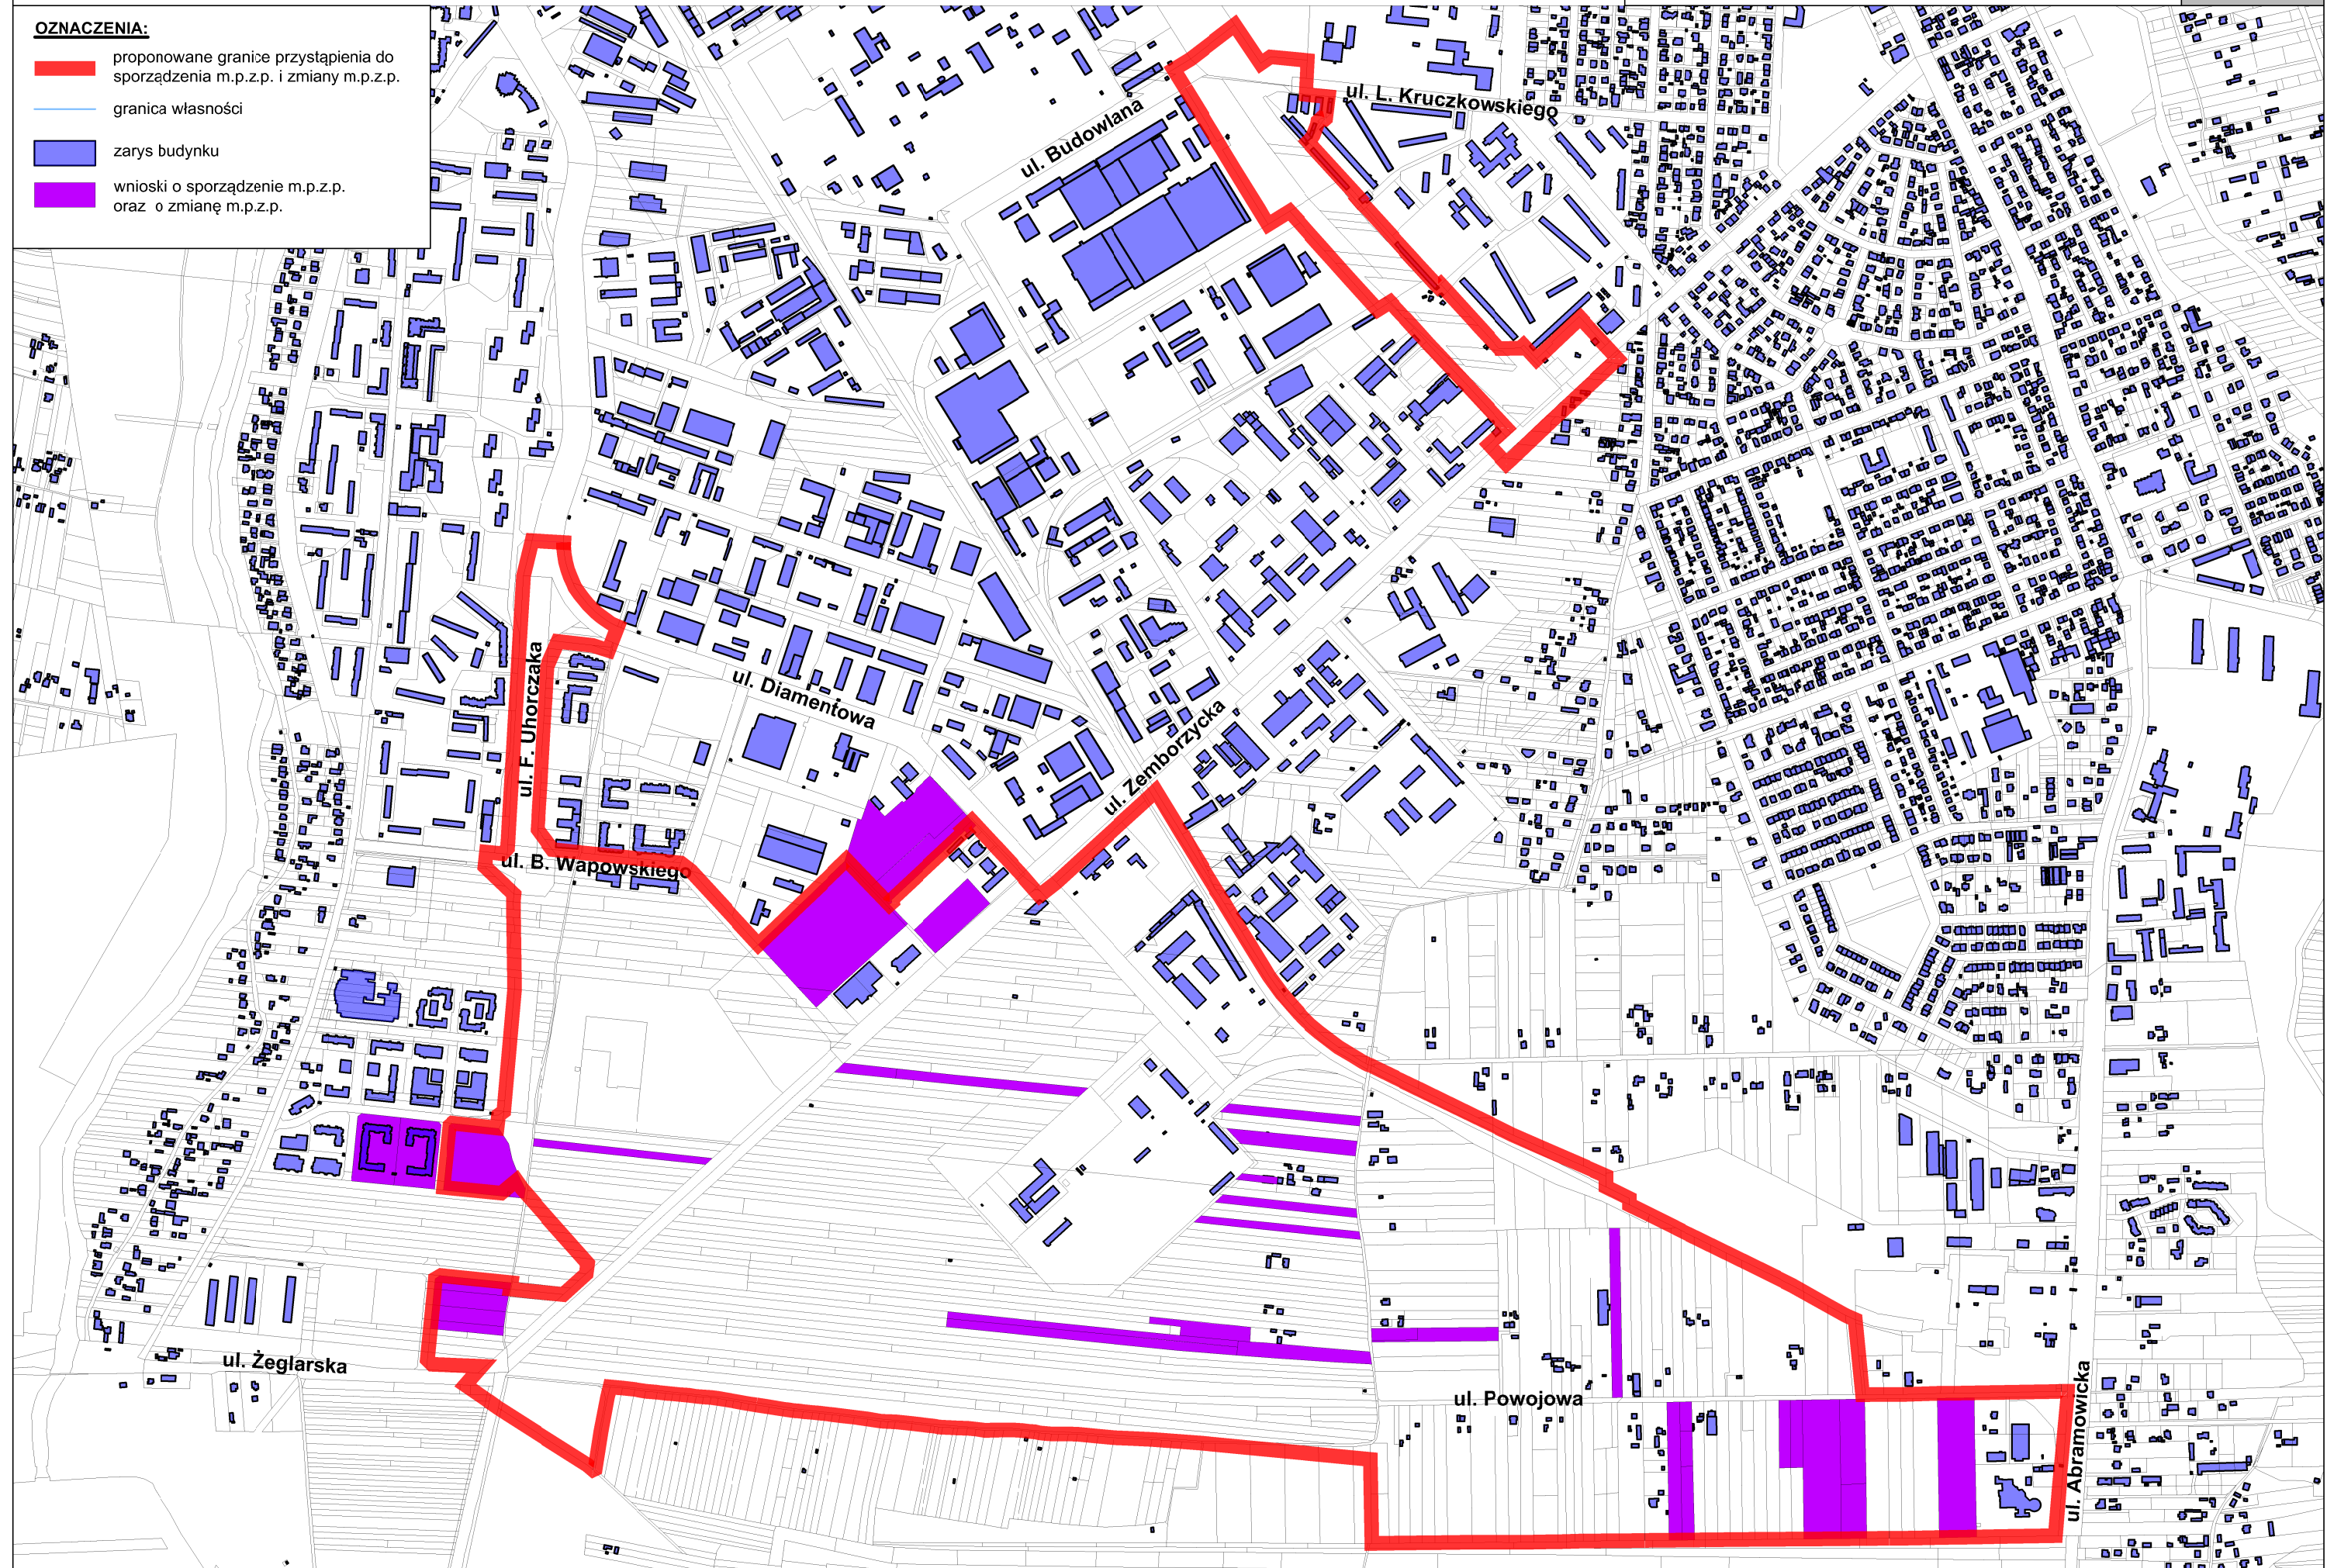 OZNACZENIA:
proponowane granice przystąpienia do
sporządzenia m.p.z.p. i zmiany m.p.z.p.
granica własności
zarys budynku
wnioski o sporządzenie m.p.z.p.
oraz o zmianę m.p.z.p.
ul. L. Kruczkowskiego
ul. Budowlana
ul. F. Uhorczaka
ul. Diamentowa
ul. Zemborzycka
ul. B. Wapowskiego
ul. Żeglarska
ul. Powojowa
ul. Abramowicka